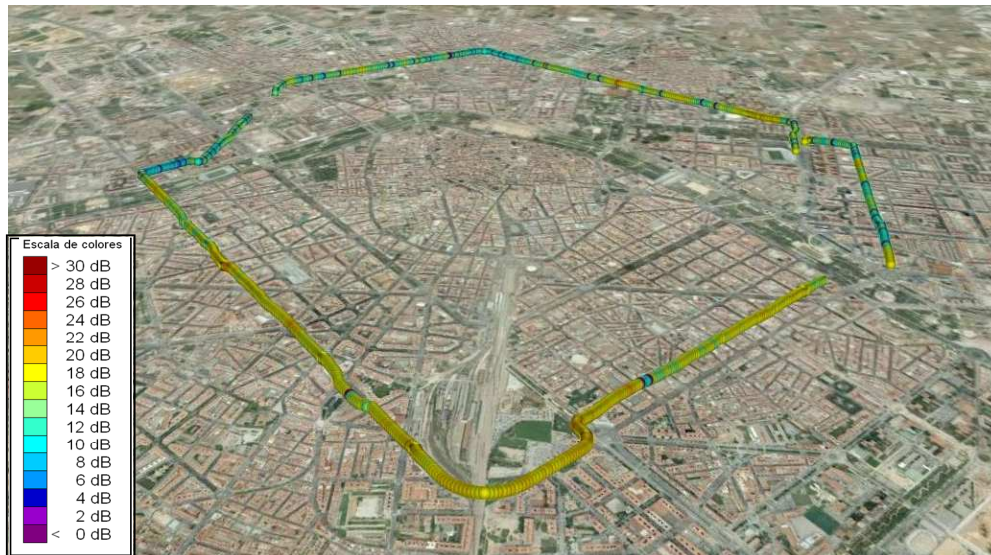 Escala de colores
> 30 dB
28 dB
26 dB
24 dB
22 dB
20 dB
18 dB
16 dB
14 dB
12 dB
10 dB
8 dB
6 dB
4 dB
2 dB
< 0 dB